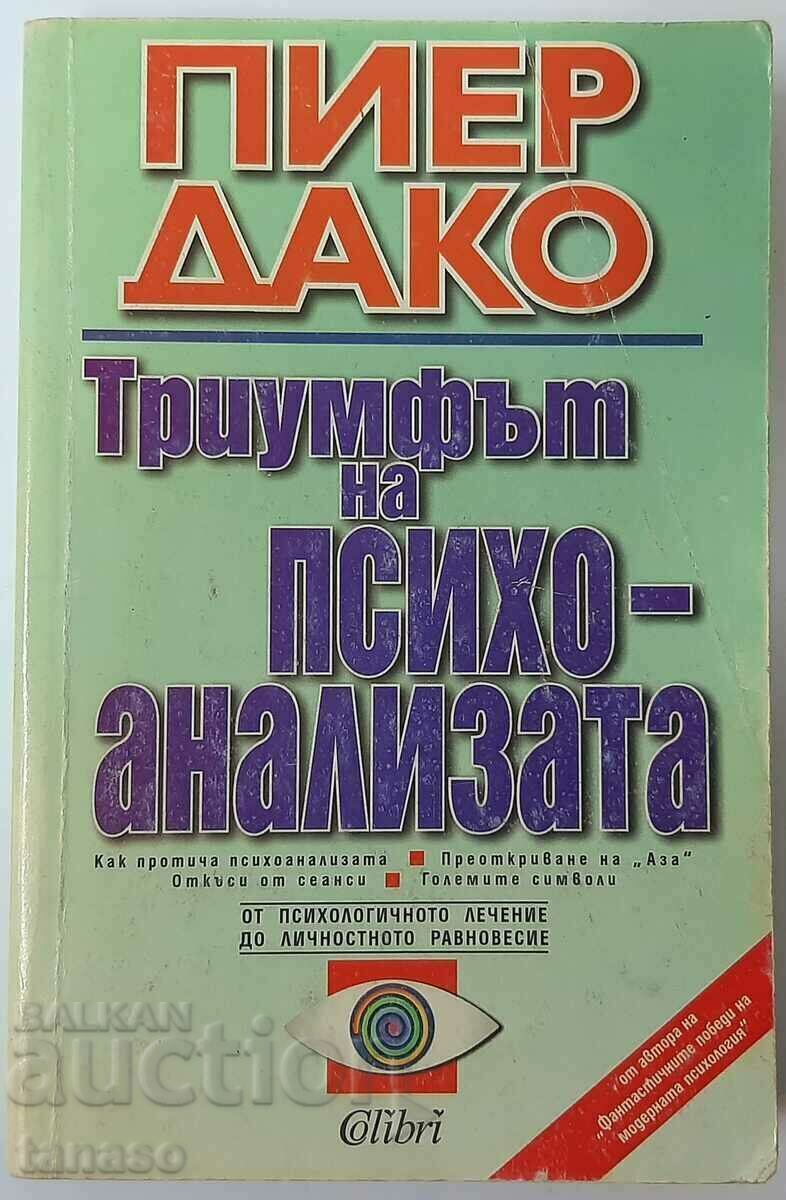 ПИЕР
ДАКО
Триумфът
на
ПСИХО-
анализата
Как протича психоанализата ■ Преоткриване на „Аза“
Откъси от сеанси ■ Големите символи
ОТ ПСИХОЛОГИЧНОТО ЛЕЧЕНИЕ
ДО ЛИЧНОСТНОТО РАВНОВЕСИЕ
Colibri
от автора на
„Фантастичните победи на
модерната психология“
BALKAN
auction
tanaso